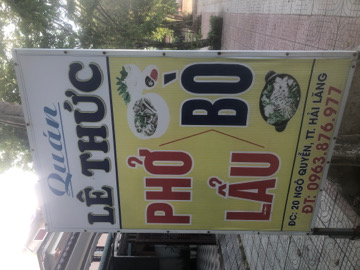 Quán
LÊ THỨC
PHỞ
LẨU
BÒ
ĐC: 20 NGÔ QUYỀN, TT. HẢI LĂNG
ĐT: 0963.876.977